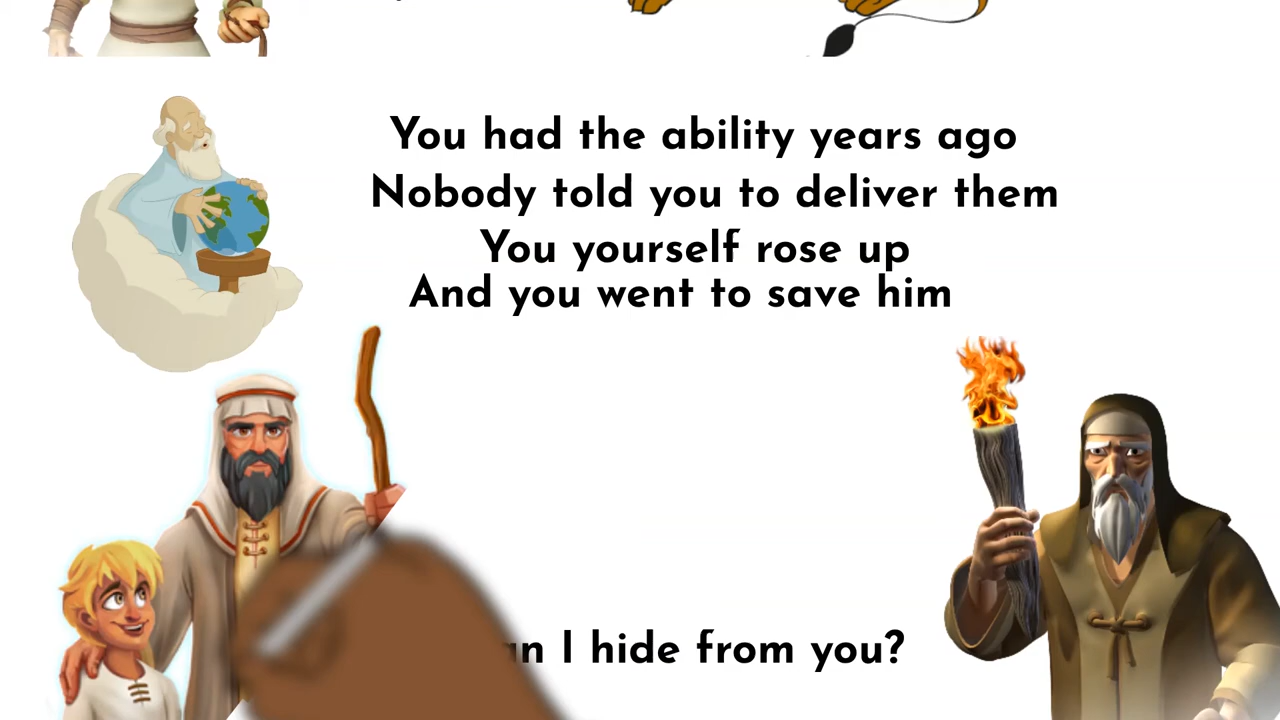 You had the ability years ago
Nobody told you to deliver them
You yourself rose up
And you went to save him
I hide from you?